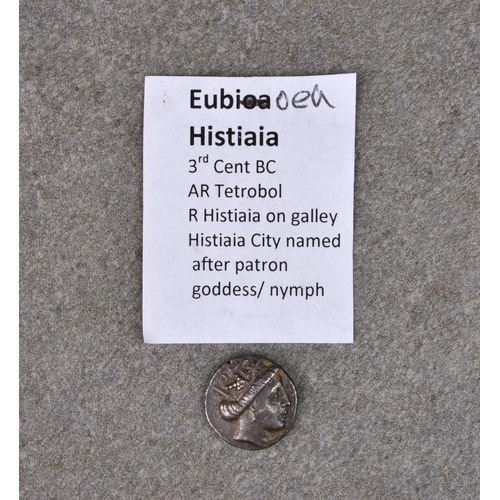 Eubioa oea
Histiaia
3rd Cent BC
AR Tetrobol
R Histiaia on galley
Histiaia City named
after patron
goddess/ nymph